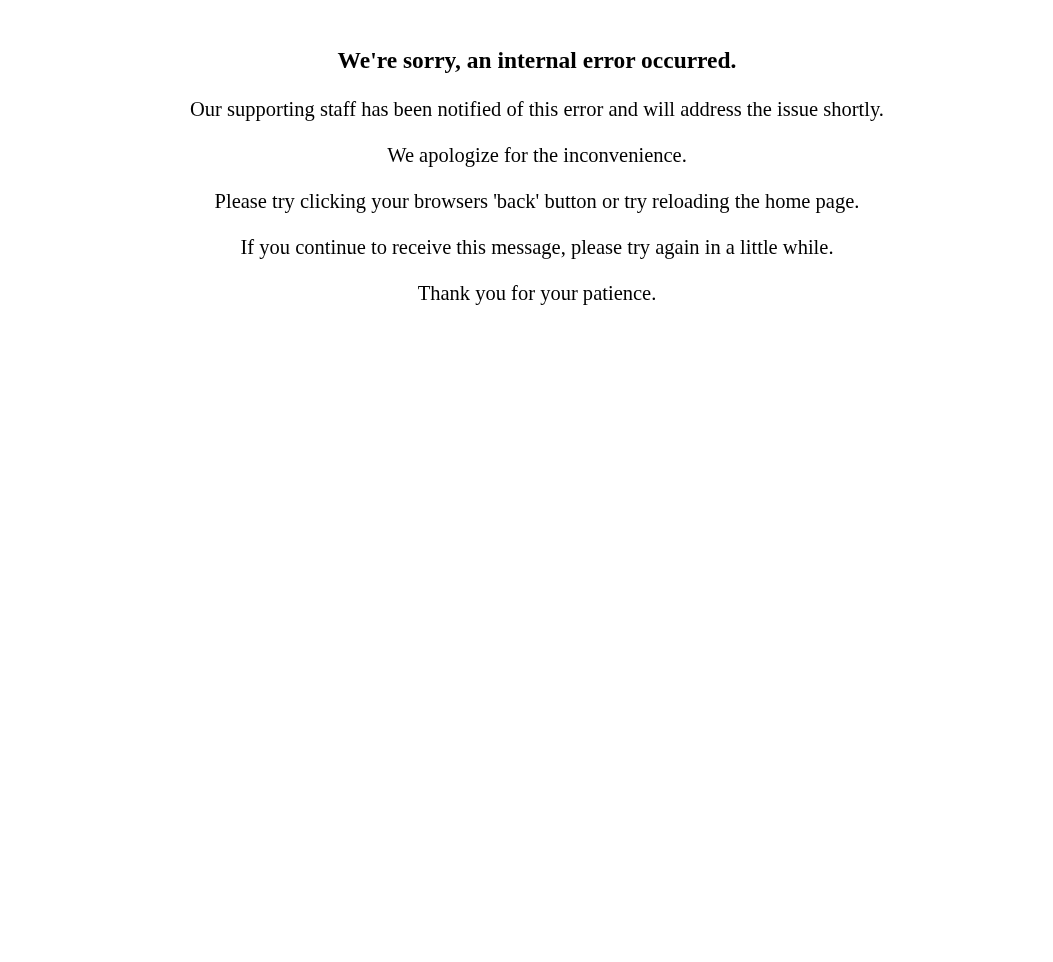 We're sorry, an internal error occurred.
Our supporting staff has been notified of this error and will address the issue shortly.
We apologize for the inconvenience.
Please try clicking your browsers 'back' button or try reloading the home page.
If you continue to receive this message, please try again in a little while.
Thank you for your patience.